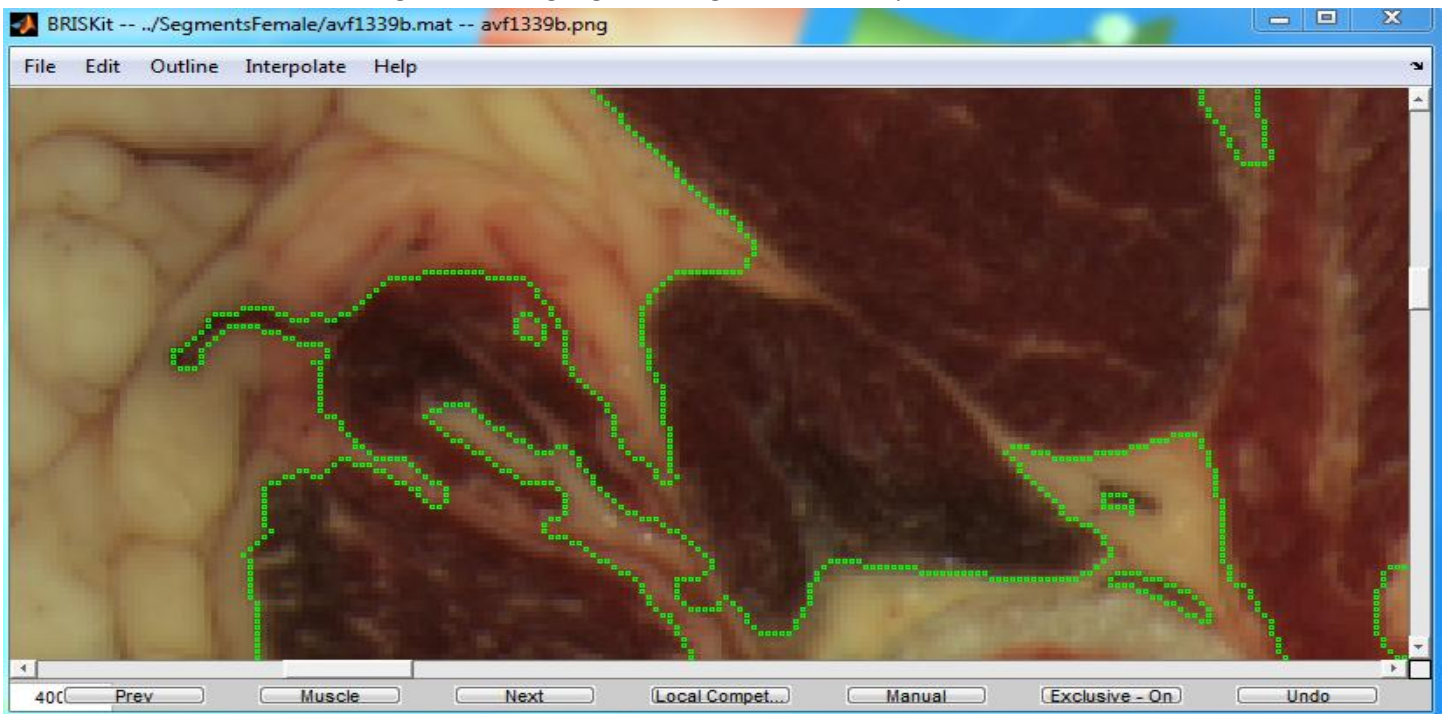 BRISKit -- ../SegmentsFemale/avf1339b.mat -- avf1339b.png
File Edit Outline Interpolate Help
400 Prev Muscle Next Local Compet... Manual Exclusive - On Undo